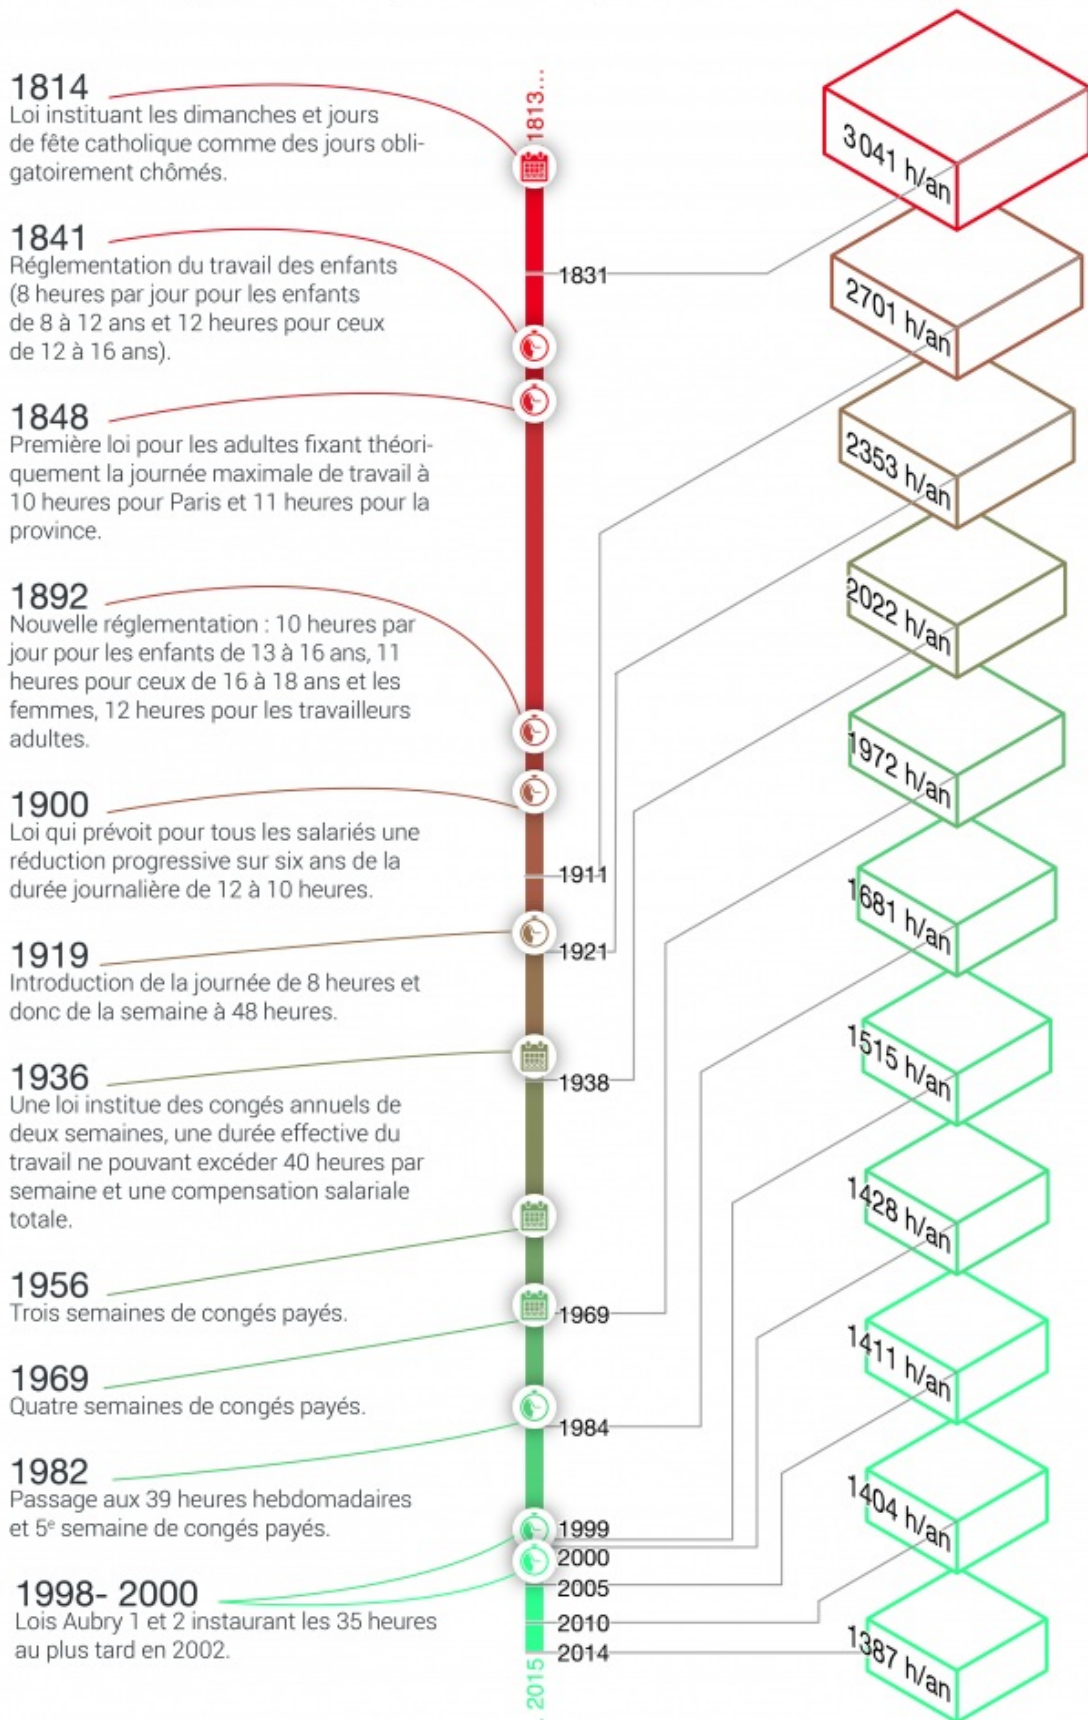 1814
Loi instituant les dimanches et jours
de fête catholique comme des jours obli-
gatoirement chômés.
1841
Réglementation du travail des enfants
(8 heures par jour pour les enfants
de 8 à 12 ans et 12 heures pour ceux
de 12 à 16 ans).
1848
Première loi pour les adultes fixant théori-
quement la journée maximale de travail à
10 heures pour Paris et 11 heures pour la
province.
1892
Nouvelle réglementation : 10 heures par
jour pour les enfants de 13 à 16 ans, 11
heures pour ceux de 16 à 18 ans et les
femmes, 12 heures pour les travailleurs
adultes.
1900
Loi qui prévoit pour tous les salariés une
réduction progressive sur six ans de la
durée journalière de 12 à 10 heures.
1919
Introduction de la journée de 8 heures et
donc de la semaine à 48 heures.
1936
Une loi institue des congés annuels de
deux semaines, une durée effective du
travail ne pouvant excéder 40 heures par
semaine et une compensation salariale
totale.
1956
Trois semaines de congés payés.
1969
Quatre semaines de congés payés.
1982
Passage aux 39 heures hebdomadaires
et 5e semaine de congés payés.
1998- 2000
Lois Aubry 1 et 2 instaurant les 35 heures
au plus tard en 2002.
1813...
1831
1911
1921
1938
1969
1984
1999
2000
2005
2010
2014
2015
3041 h/an
2701 h/an
2353 h/an
2022 h/an
1972 h/an
1681 h/an
1515 h/an
1428 h/an
1411 h/an
1404 h/an
1387 h/an